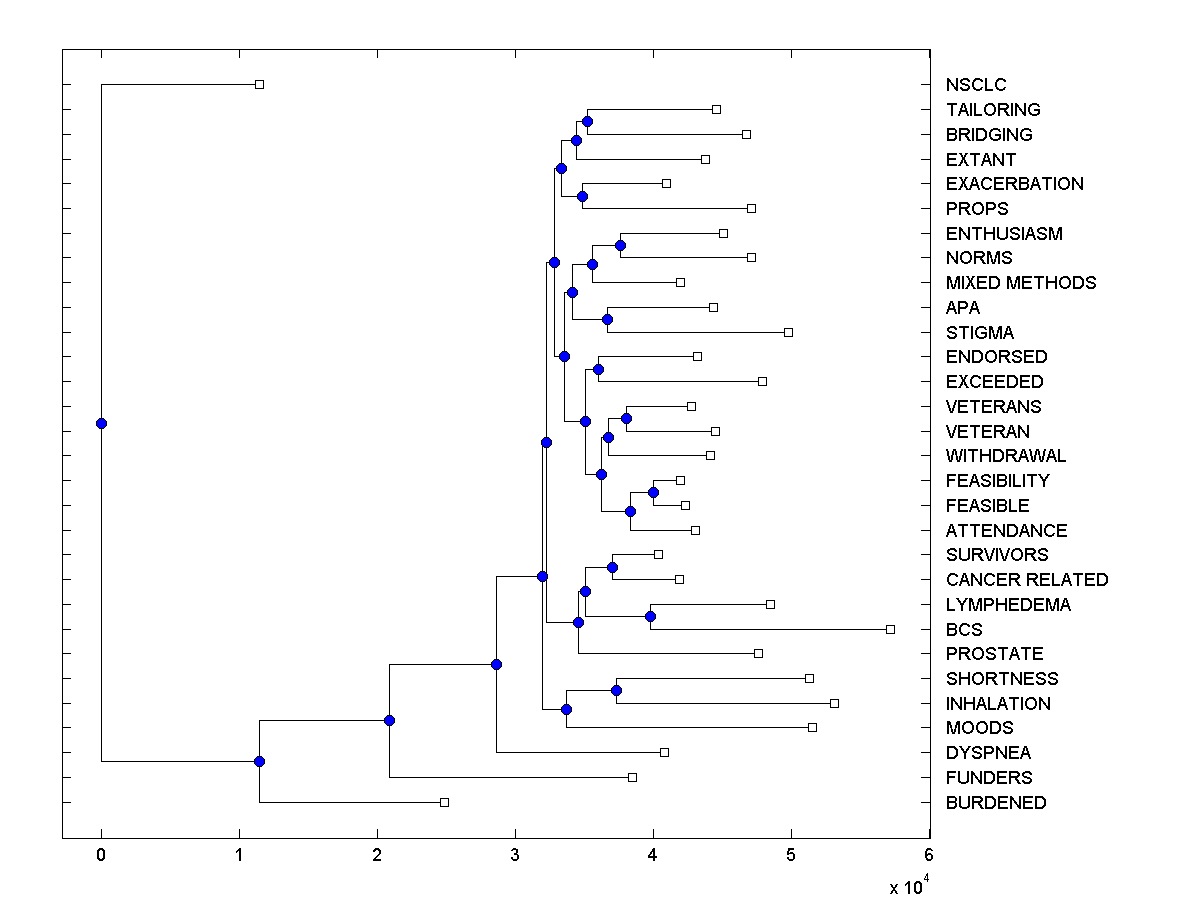 NSCLC
TAILORING
BRIDGING
EXTANT
EXACERBATION
PROPS
ENTHUSIASM
NORMS
MIXED METHODS
APA
STIGMA
ENDORSED
EXCEEDED
VETERANS
VETERAN
WITHDRAWAL
FEASIBILITY
FEASIBLE
ATTENDANCE
SURVIVORS
CANCER RELATED
LYMPHEDEMA
BCS
PROSTATE
SHORTNESS
INHALATION
MOODS
DYSPNEA
FUNDERS
BURDENED
0 1 2 3 4 5 6
x 10^4